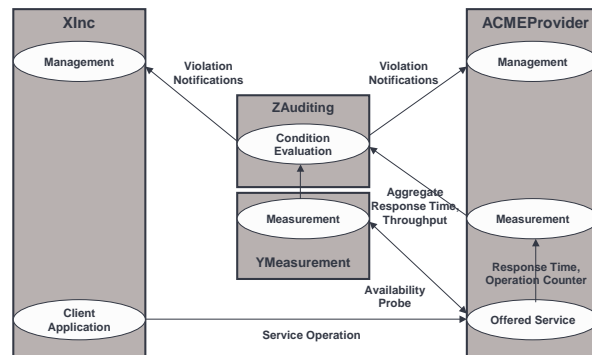 XInc
ACMEProvider
Management
Violation
Notifications
Violation
Notifications
Management
ZAuditing
Condition
Evaluation
Aggregate
Response Time,
Throughput
Measurement
Measurement
YMeasurement
Response Time,
Operation Counter
Availability
Probe
Client
Application
Offered Service
Service Operation